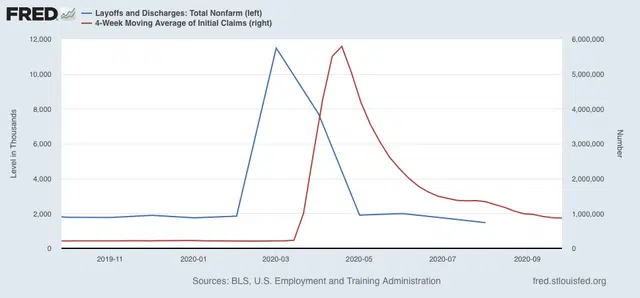 FRED
Layoffs and Discharges: Total Nonfarm (left)
4-Week Moving Average of Initial Claims (right)
12,000
10,000
8,000
6,000
4,000
2,000
0
Level in Thousands
6,000,000
5,000,000
4,000,000
3,000,000
2,000,000
1,000,000
0
Number
2019-11 2020-01 2020-03 2020-05 2020-07 2020-09
Sources: BLS, U.S. Employment and Training Administration
fred.stlouisfed.org